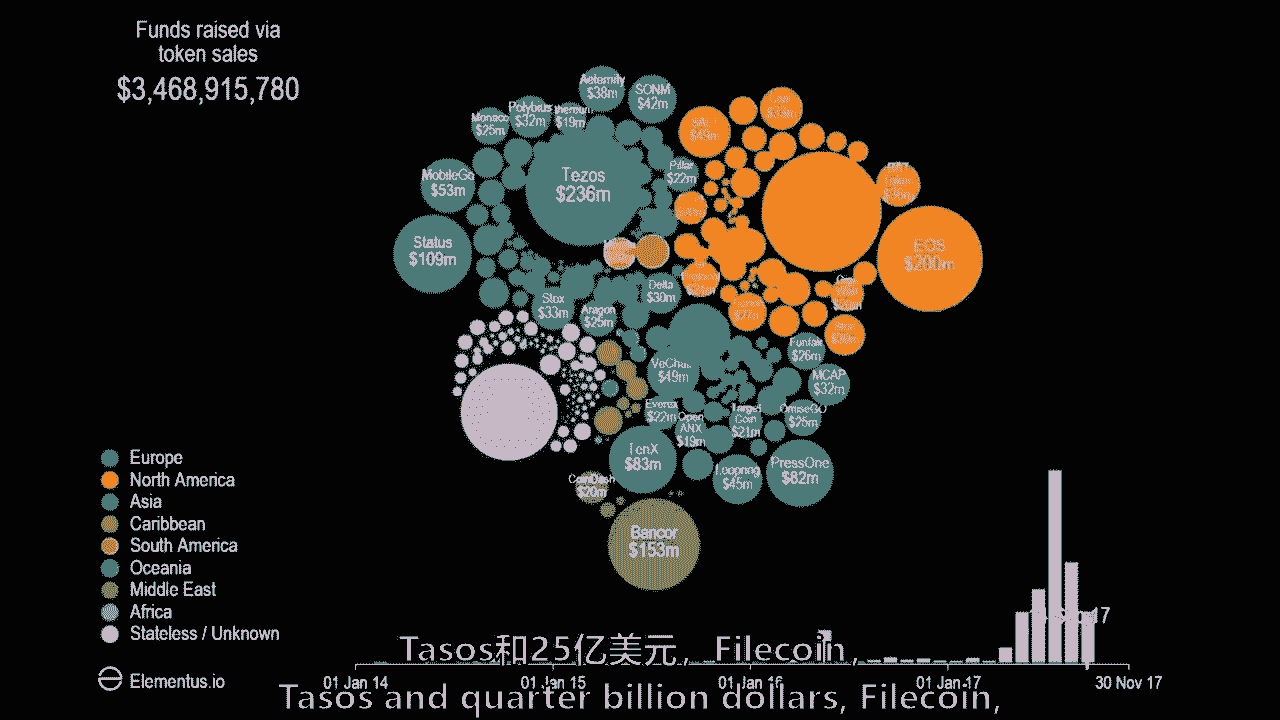 Funds raised via
token sales
$3,468,915,780
Aeternity
$38m
SONM
$42m
Polybius
$32m
$19m
Monaco
$25m
Tezos
$236m
Pillar
$22m
MobileGo
$53m
Status
$109m
EOS
$200m
Delta
$30m
Stox
$33m
Aragon
$25m
Funfair
$26m
VeChain
$49m
MCAP
$32m
Everex
$22m
Open
ANX
$19m
Target
Coin
$21m
OmiseGO
$25m
TenX
$83m
Loopring
$45m
PressOne
$82m
CoinDash
$20m
Bancor
$153m
Europe
North America
Asia
Caribbean
South America
Oceania
Middle East
Africa
Stateless / Unknown
Elementus.io
01 Jan 14
01 Jan 15
01 Jan 16
01 Jan 17
30 Nov 17
Tasos和25亿美元，Filecoin，
Tasos and quarter billion dollars, Filecoin,